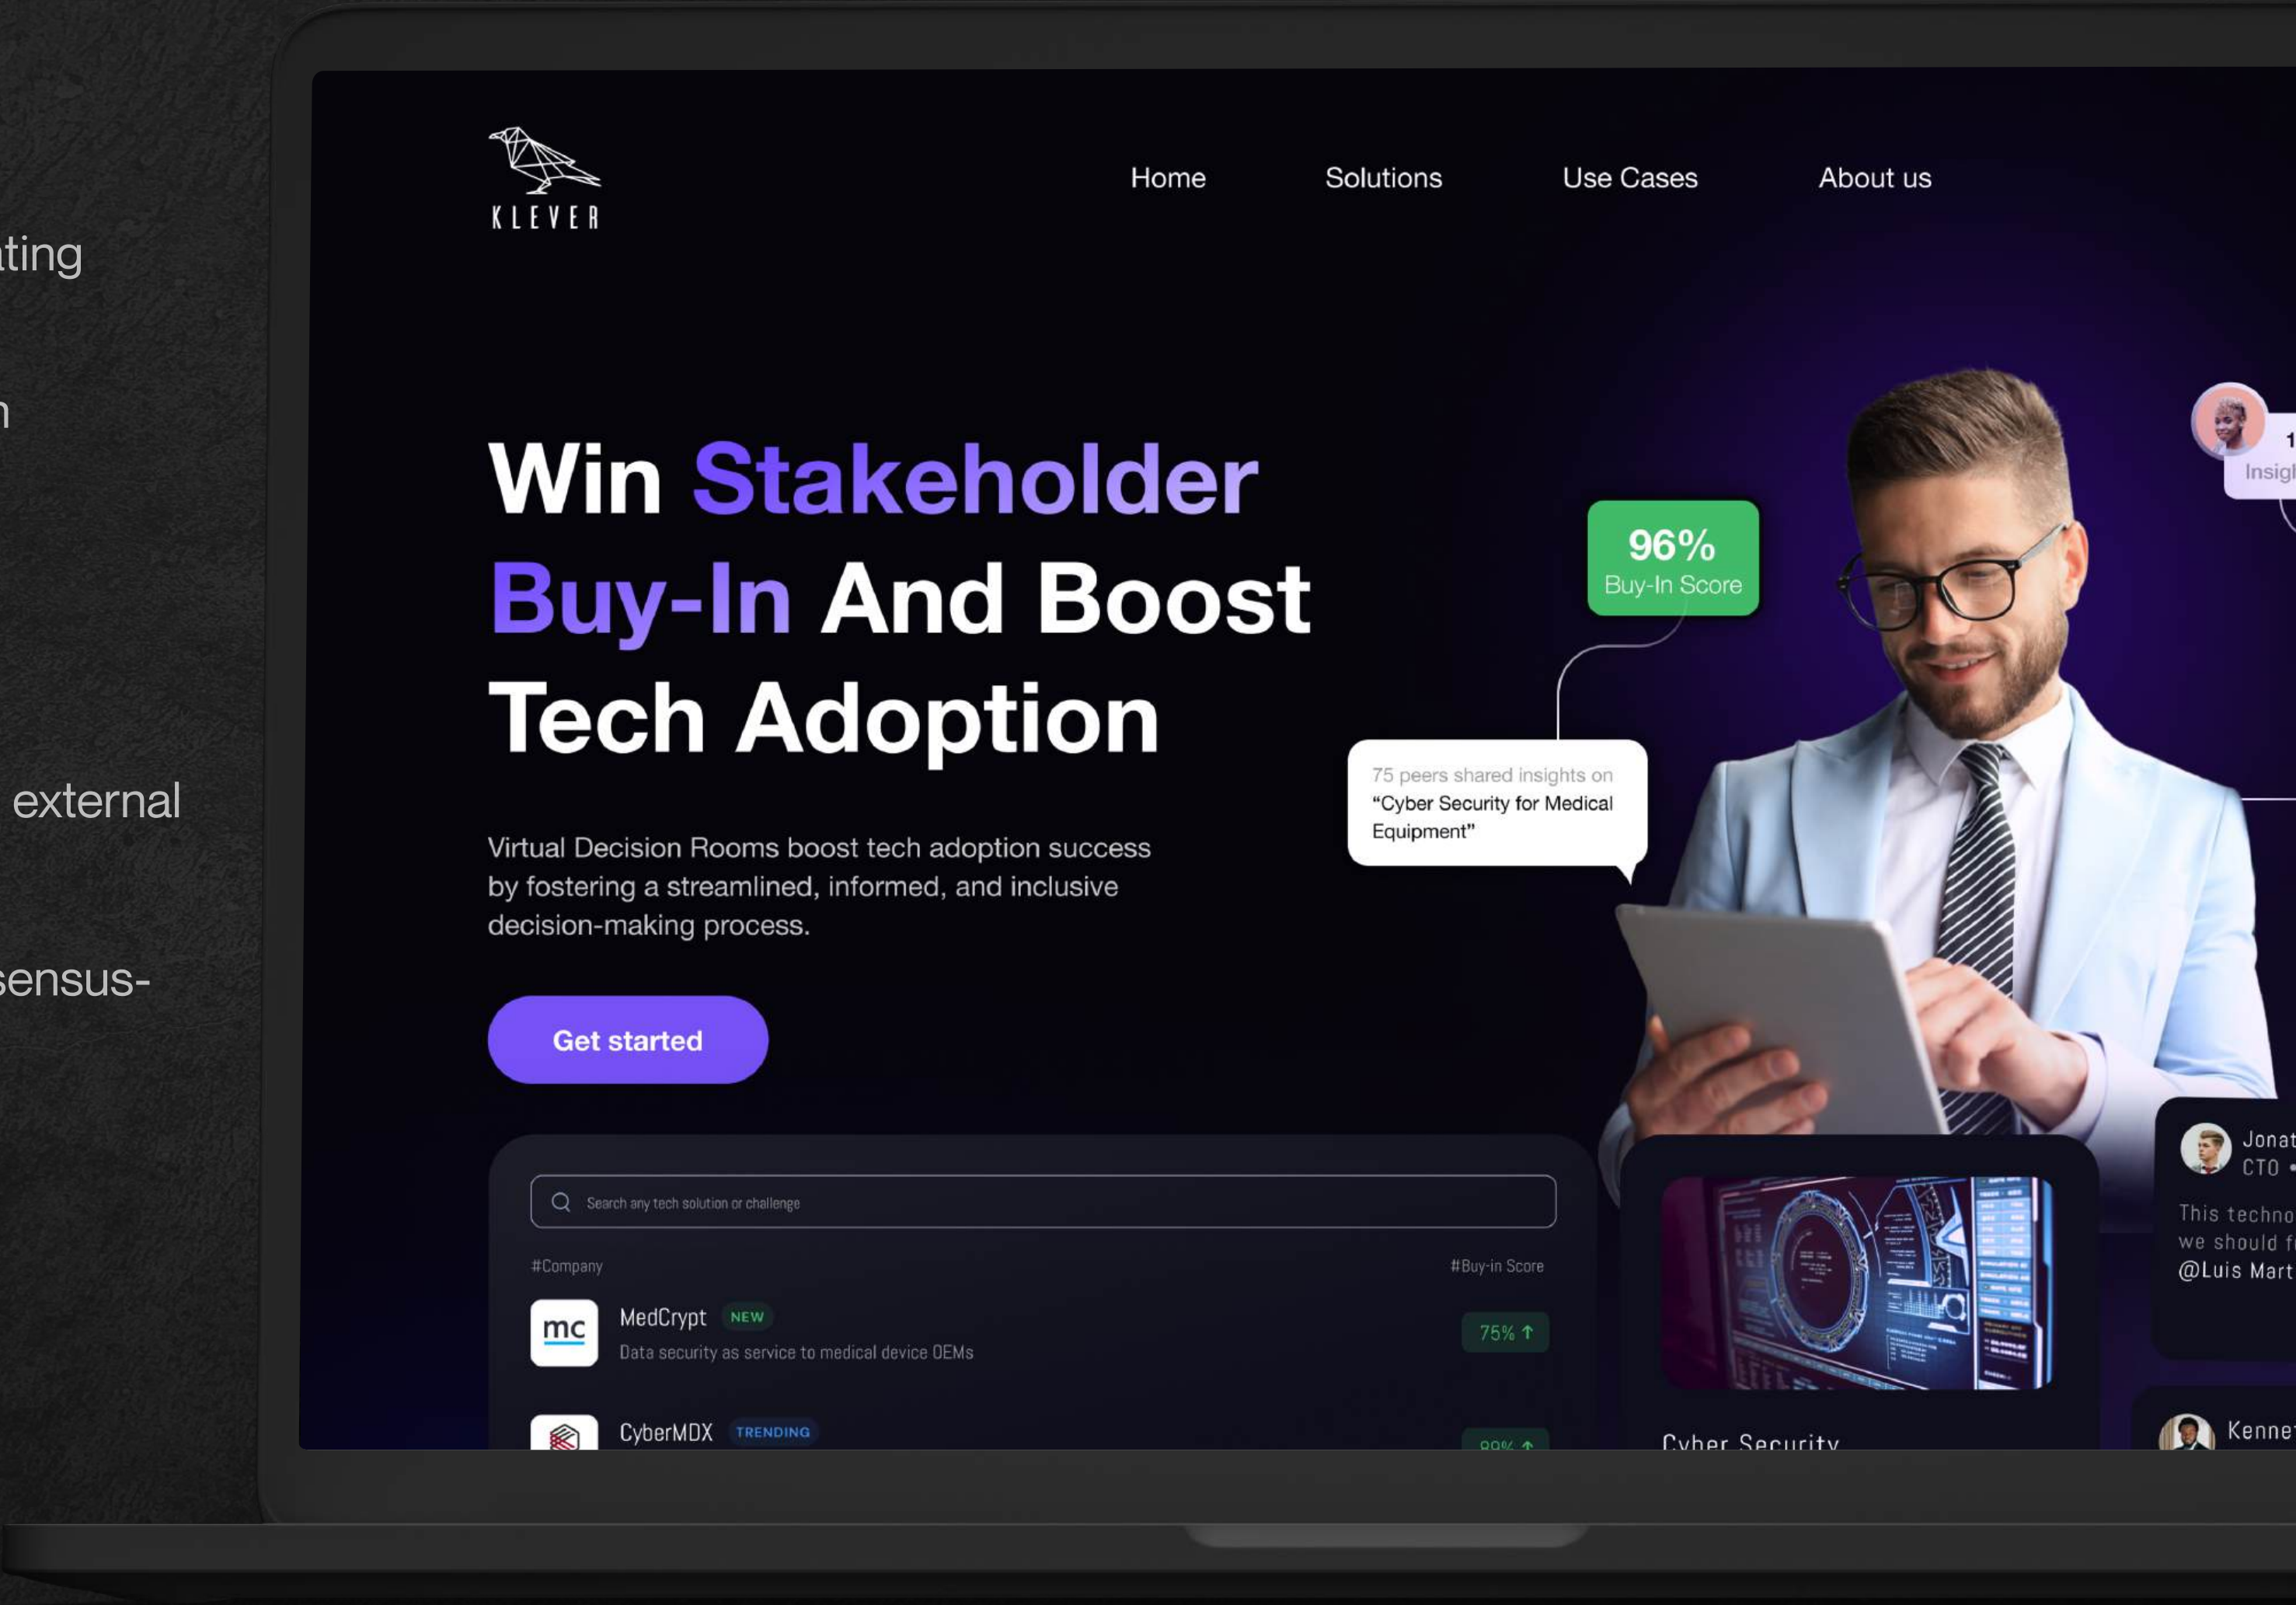 external
KLEVER
Home
Solutions
Use Cases
About us
Win Stakeholder
Buy-In And Boost
Tech Adoption
Virtual Decision Rooms boost tech adoption success
by fostering a streamlined, informed, and inclusive
decision-making process.
Get started
96%
Buy-In Score
75 peers shared insights on
“Cyber Security for Medical
Equipment”
Search any tech solution or challenge
#Company
#Buy-in Score
mc
MedCrypt NEW
Data security as service to medical device OEMs
75% ↑
CyberMDX TRENDING
Cyber Security
CTO •
This
we should
@Luis